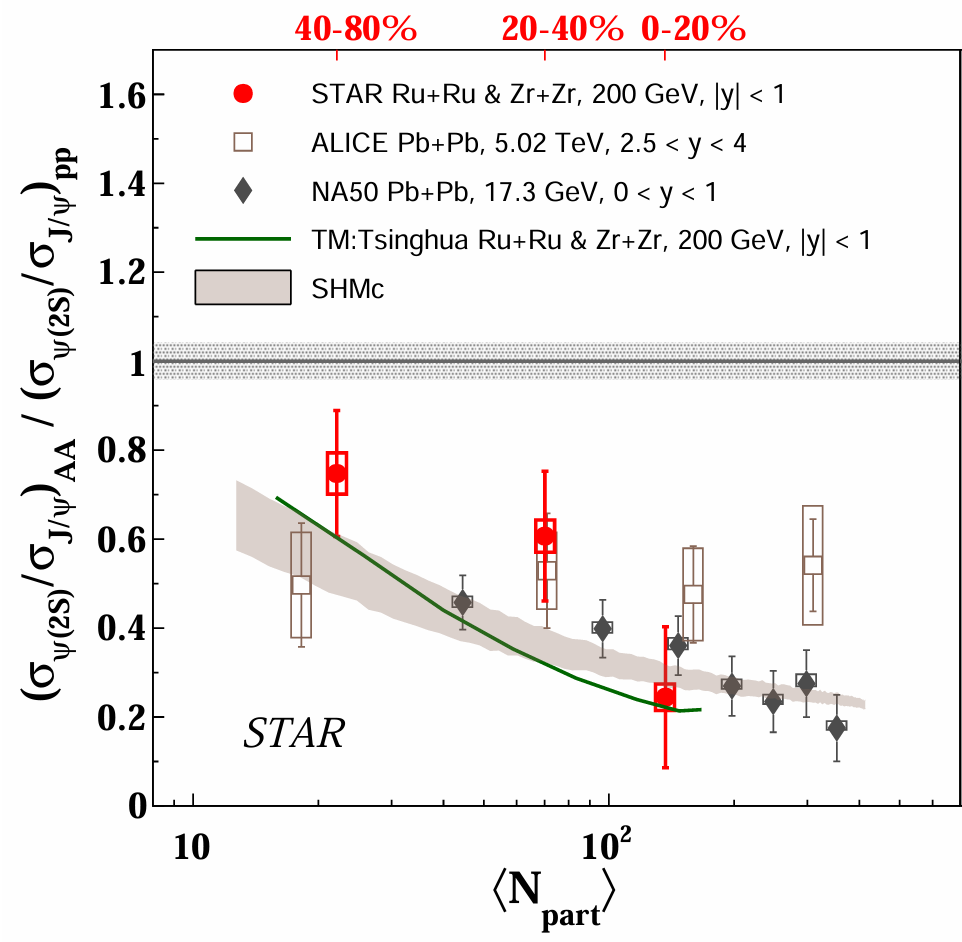 40-80% 20-40% 0-20%
STAR Ru+Ru & Zr+Zr, 200 GeV, |y| < 1
ALICE Pb+Pb, 5.02 TeV, 2.5 < y < 4
NA50 Pb+Pb, 17.3 GeV, 0 < y < 1
TM:Tsinghua Ru+Ru & Zr+Zr, 200 GeV, |y| < 1
SHMc
(σψ(2S)/σJ/ψ)AA / (σψ(2S)/σJ/ψ)pp
1.6
1.4
1.2
1
0.8
0.6
0.4
0.2
0
STAR
10 10²
⟨Npart⟩